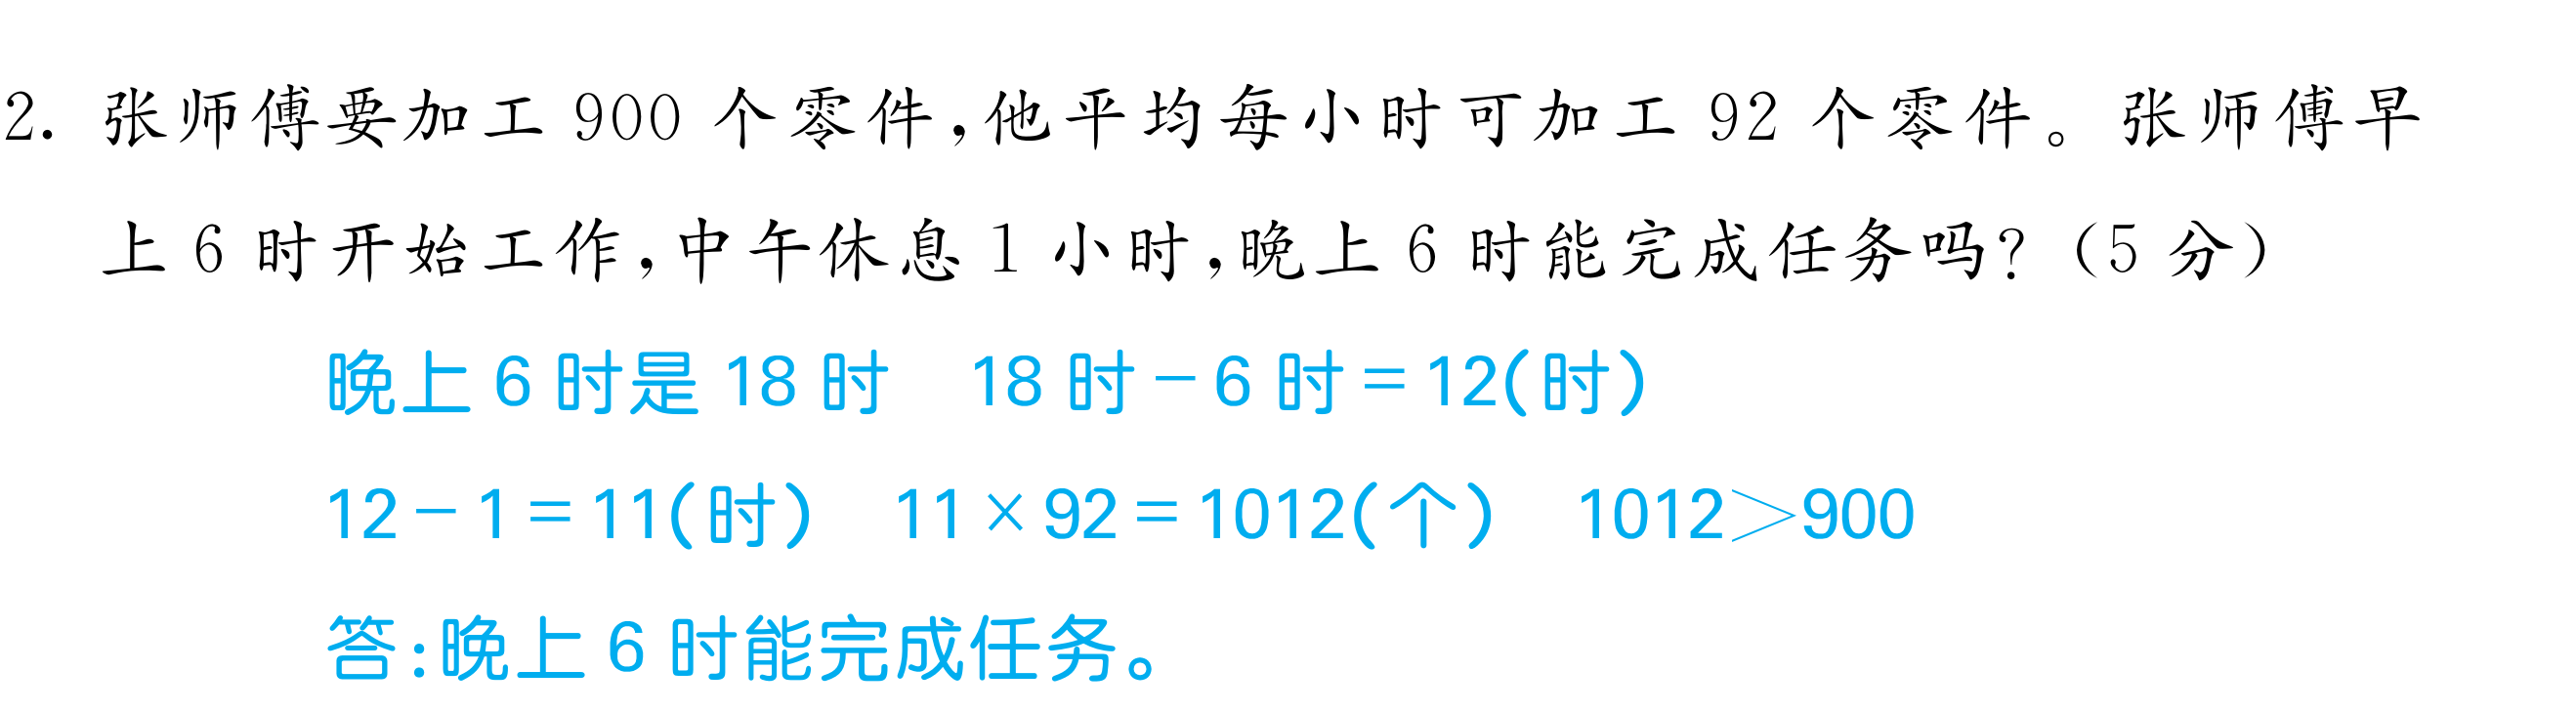 2. 张师傅要加工 900 个零件,他平均每小时可加工 92 个零件。张师傅早
上 6 时开始工作,中午休息 1 小时,晚上 6 时能完成任务吗?(5 分)
晚上 6 时是 18 时 18 时－6 时＝12(时)
12－1＝11(时) 11×92＝1012(个) 1012＞900
答:晚上 6 时能完成任务。